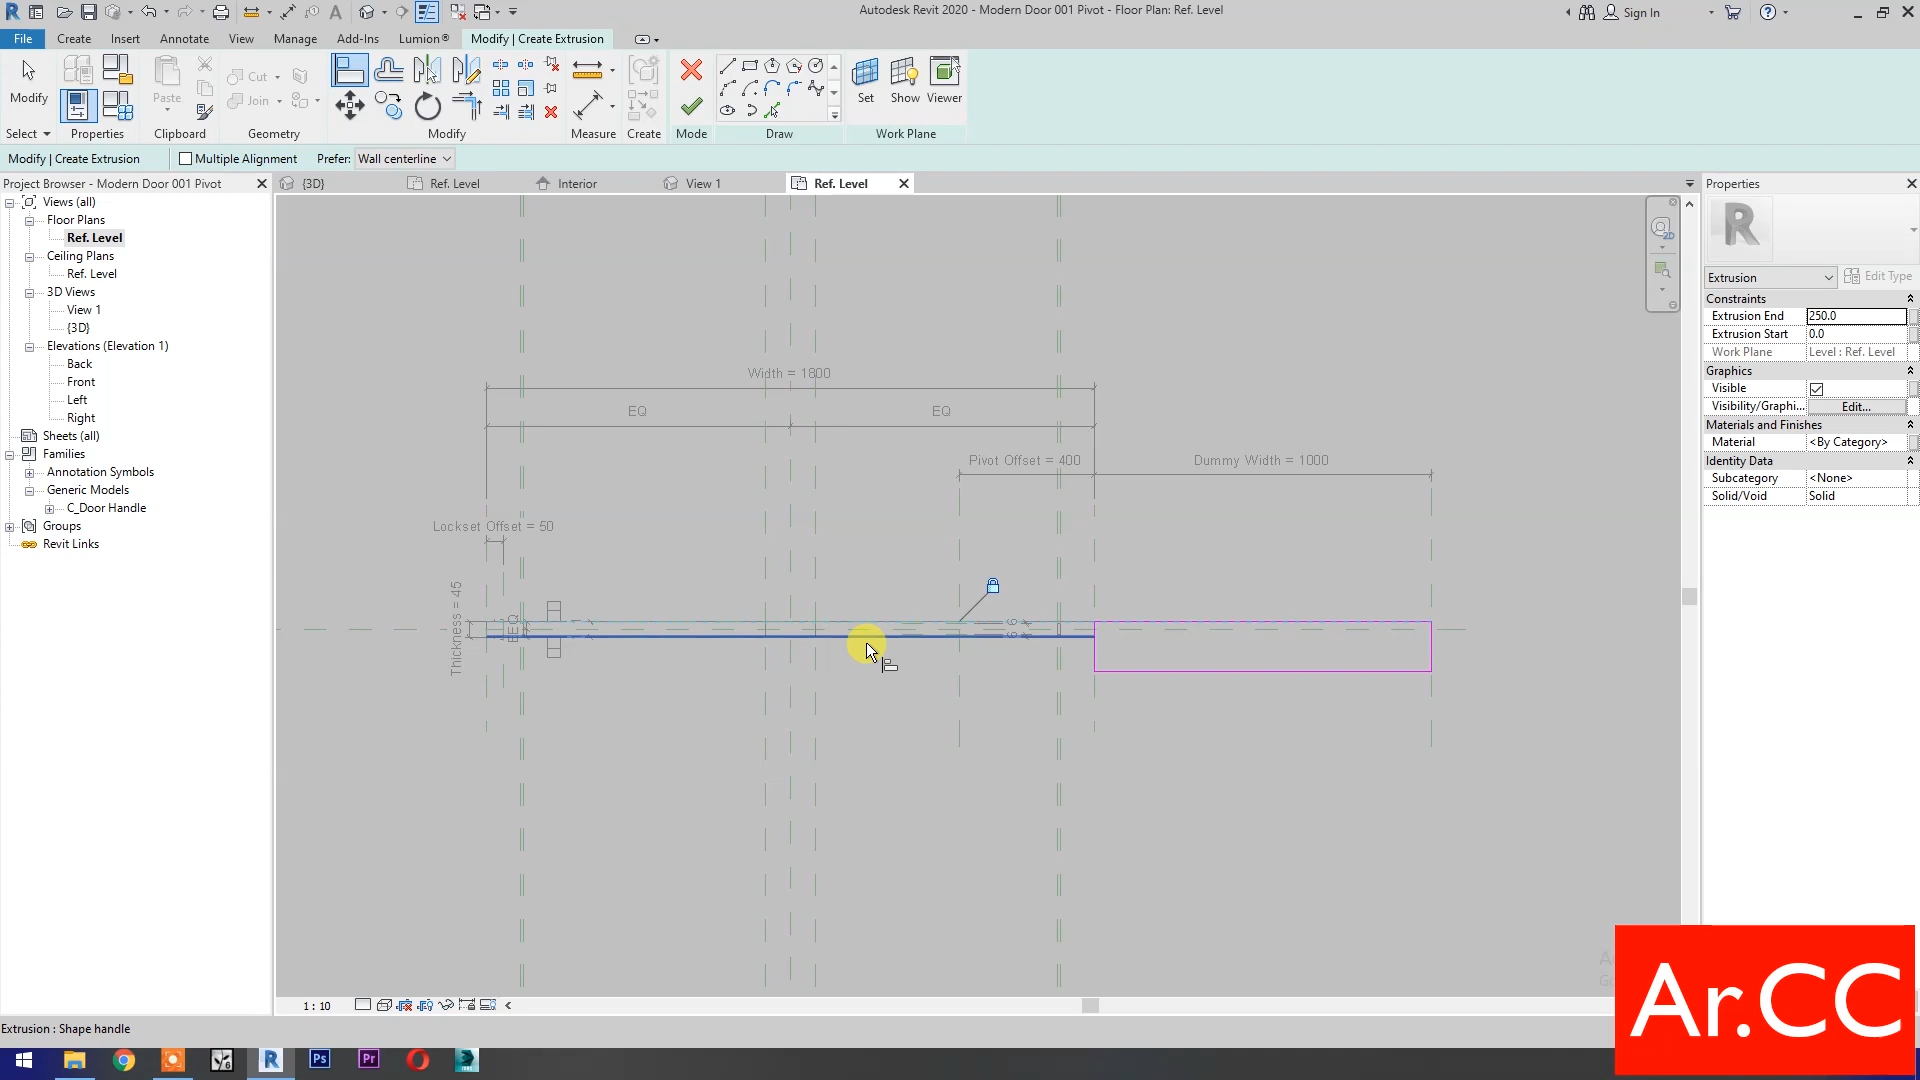 Autodesk Revit 2020 - Modern Door 001 Pivot - Floor Plan: Ref. Level
Sign In
File
Create
Insert
Annotate
View
Manage
Add-Ins
Lumion®
Modify | Create Extrusion
Modify
Paste
Cut
Join
Set
Show
Viewer
Select
Properties
Clipboard
Geometry
Modify
Measure
Create
Mode
Draw
Work Plane
Modify | Create Extrusion
Multiple Alignment
Prefer:
Wall centerline
Project Browser - Modern Door 001 Pivot
{3D}
Ref. Level
Interior
View 1
Ref. Level
Properties
Views (all)
Floor Plans
Ref. Level
Ceiling Plans
Ref. Level
3D Views
View 1
{3D}
Elevations (Elevation 1)
Back
Front
Left
Right
Sheets (all)
Families
Annotation Symbols
Generic Models
C_Door Handle
Groups
Revit Links
Width = 1800
EQ
EQ
Pivot Offset = 400
Dummy Width = 1000
Lockset Offset = 50
Thickness = 45
EQ
6
6
2D
R
Extrusion
Edit Type
Constraints
Extrusion End
250.0
Extrusion Start
0.0
Work Plane
Level : Ref. Level
Graphics
Visible
Visibility/Graphi...
Edit...
Materials and Finishes
Material
<By Category>
Identity Data
Subcategory
<None>
Solid/Void
Solid
1 : 10
Extrusion : Shape handle
Ps
Pr
Ar.CC